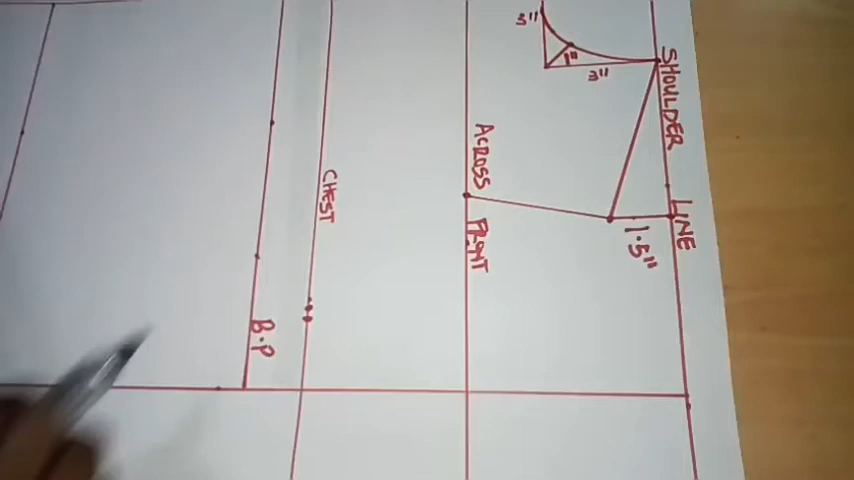 SHOULDER LINE
3"
1"
3"
1.5"
ACROSS FRONT
CHEST
B.P